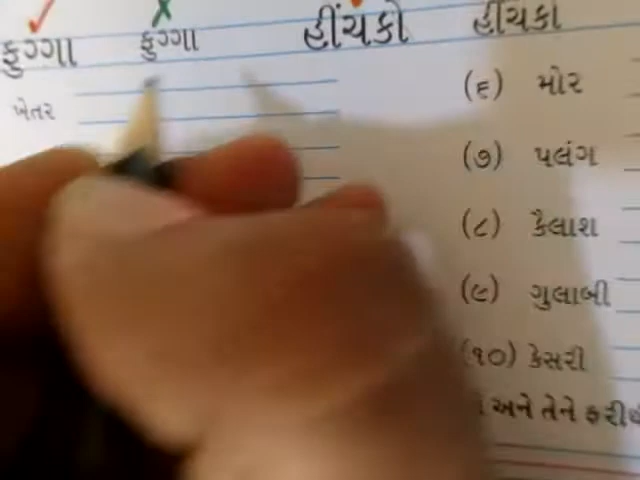 ફુગ્ગા ફુગ્ગા હીંચકો હીંચકો
ખેતર
(૬) મોર
(૭) પલંગ
(૮) કૈલાશ
(૯) ગુલાબી
(૧૦) કેસરી
અને તેને ફરીથી